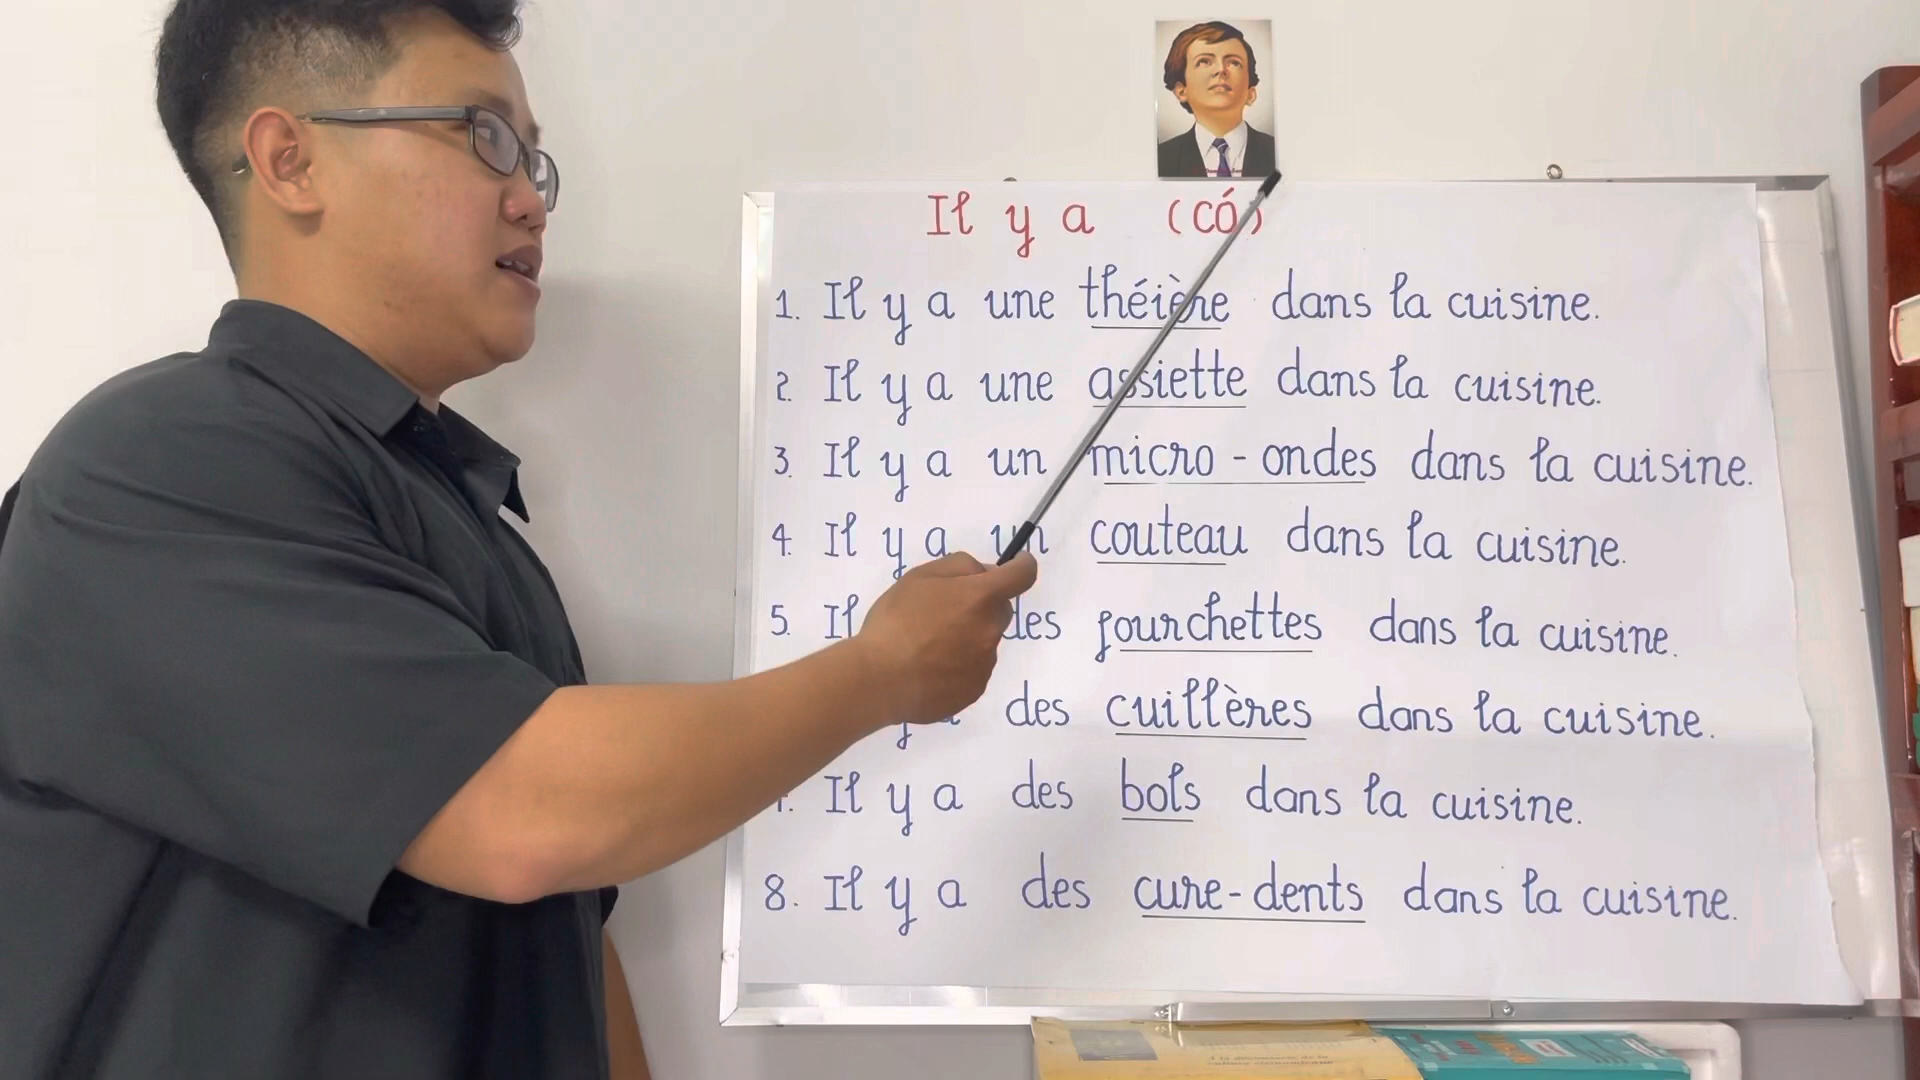 Il y a (có)
1. Il y a une théière dans la cuisine.
2. Il y a une assiette dans la cuisine.
3. Il y a un micro-ondes dans la cuisine.
4. Il y a un couteau dans la cuisine.
5. Il des fourchettes dans la cuisine.
y a des cuillères dans la cuisine.
Il y a des bols dans la cuisine.
8. Il y a des cure-dents dans la cuisine.